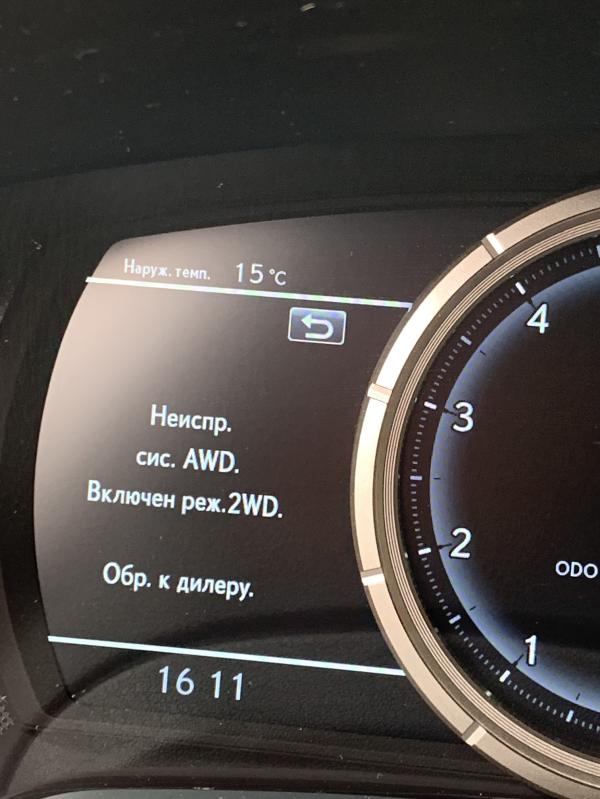 Наруж. темп. 15°C
Неиспр.
сис. AWD.
Включен реж.2WD.
Обр. к дилеру.
16 11
4
3
2
1
ODO